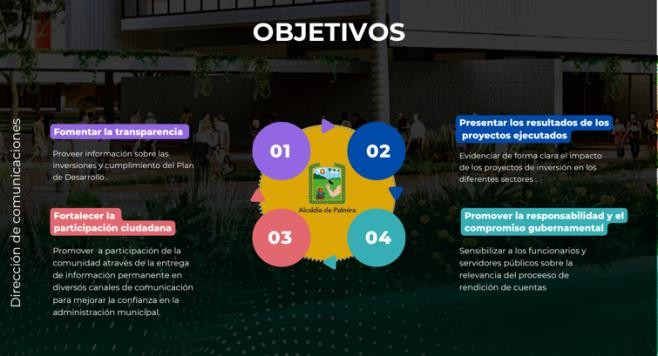 OBJETIVOS
Dirección de comunicaciones
01
Fomentar la transparencia
Proveer información sobre las
inversiones y cumplimiento del Plan
de Desarrollo .
02
Presentar los resultados de los
proyectos ejecutados
Evidenciar de forma clara el impacto
de los proyectos de inversión en los
diferentes sectores .
Alcaldía de Palmira
03
Fortalecer la
participación ciudadana
Promover a participación de la
comunidad através de la entrega
de información permanente en
diversos canales de comunicación
para mejorar la confianza en la
administración municipal.
04
Promover la responsabilidad y el
compromiso gubernamental
Sensibilizar a los funcionarios y
servidores públicos sobre la
relevancia del proceeso de
rendición de cuentas